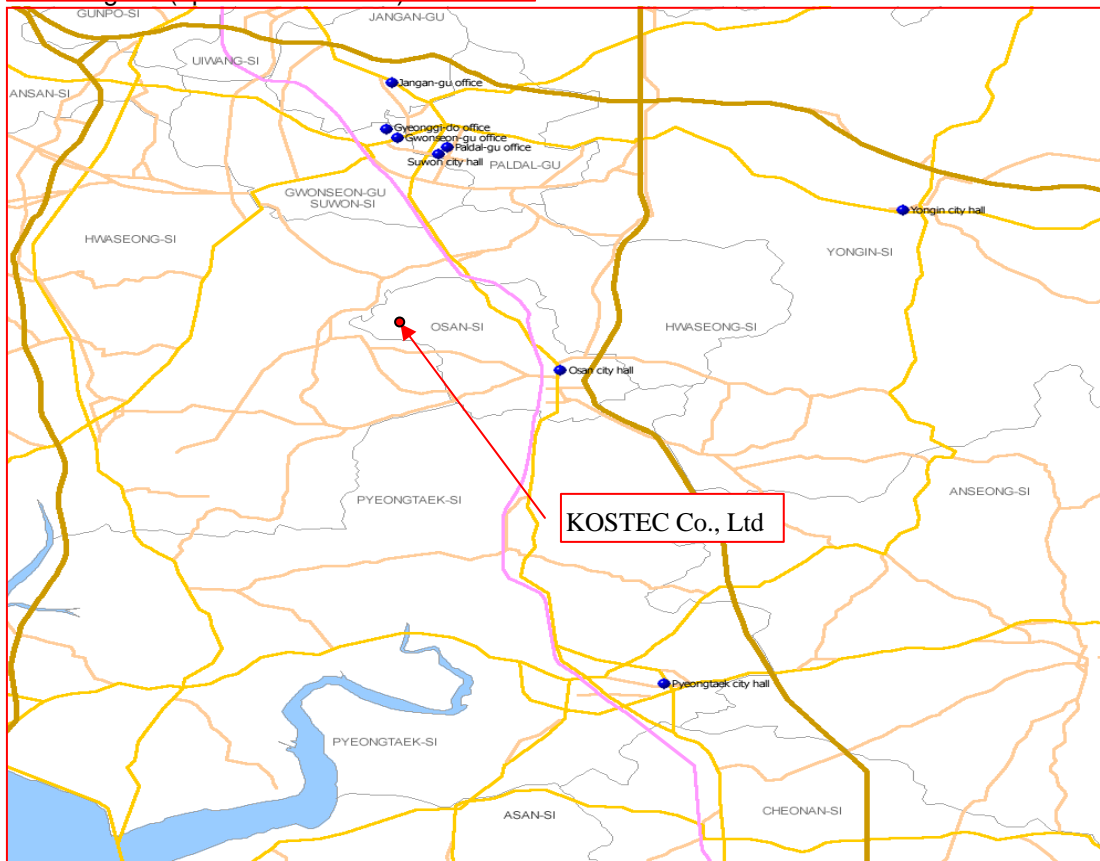 GUNPO-SI
JANGAN-GU
UIWANG-SI
Jangan-gu office
ANSAN-SI
Gyeonggi-do office
Gwonseon-gu office
Paldal-gu office
Suwon city hall
PALDAL-GU
GWONSEON-GU
SUWON-SI
Yongin city hall
HWASEONG-SI
YONGIN-SI
OSAN-SI
HWASEONG-SI
Osan city hall
ANSEONG-SI
PYEONGTAEK-SI
KOSTEC Co., Ltd
Pyeongtaek city hall
PYEONGTAEK-SI
CHEONAN-SI
ASAN-SI